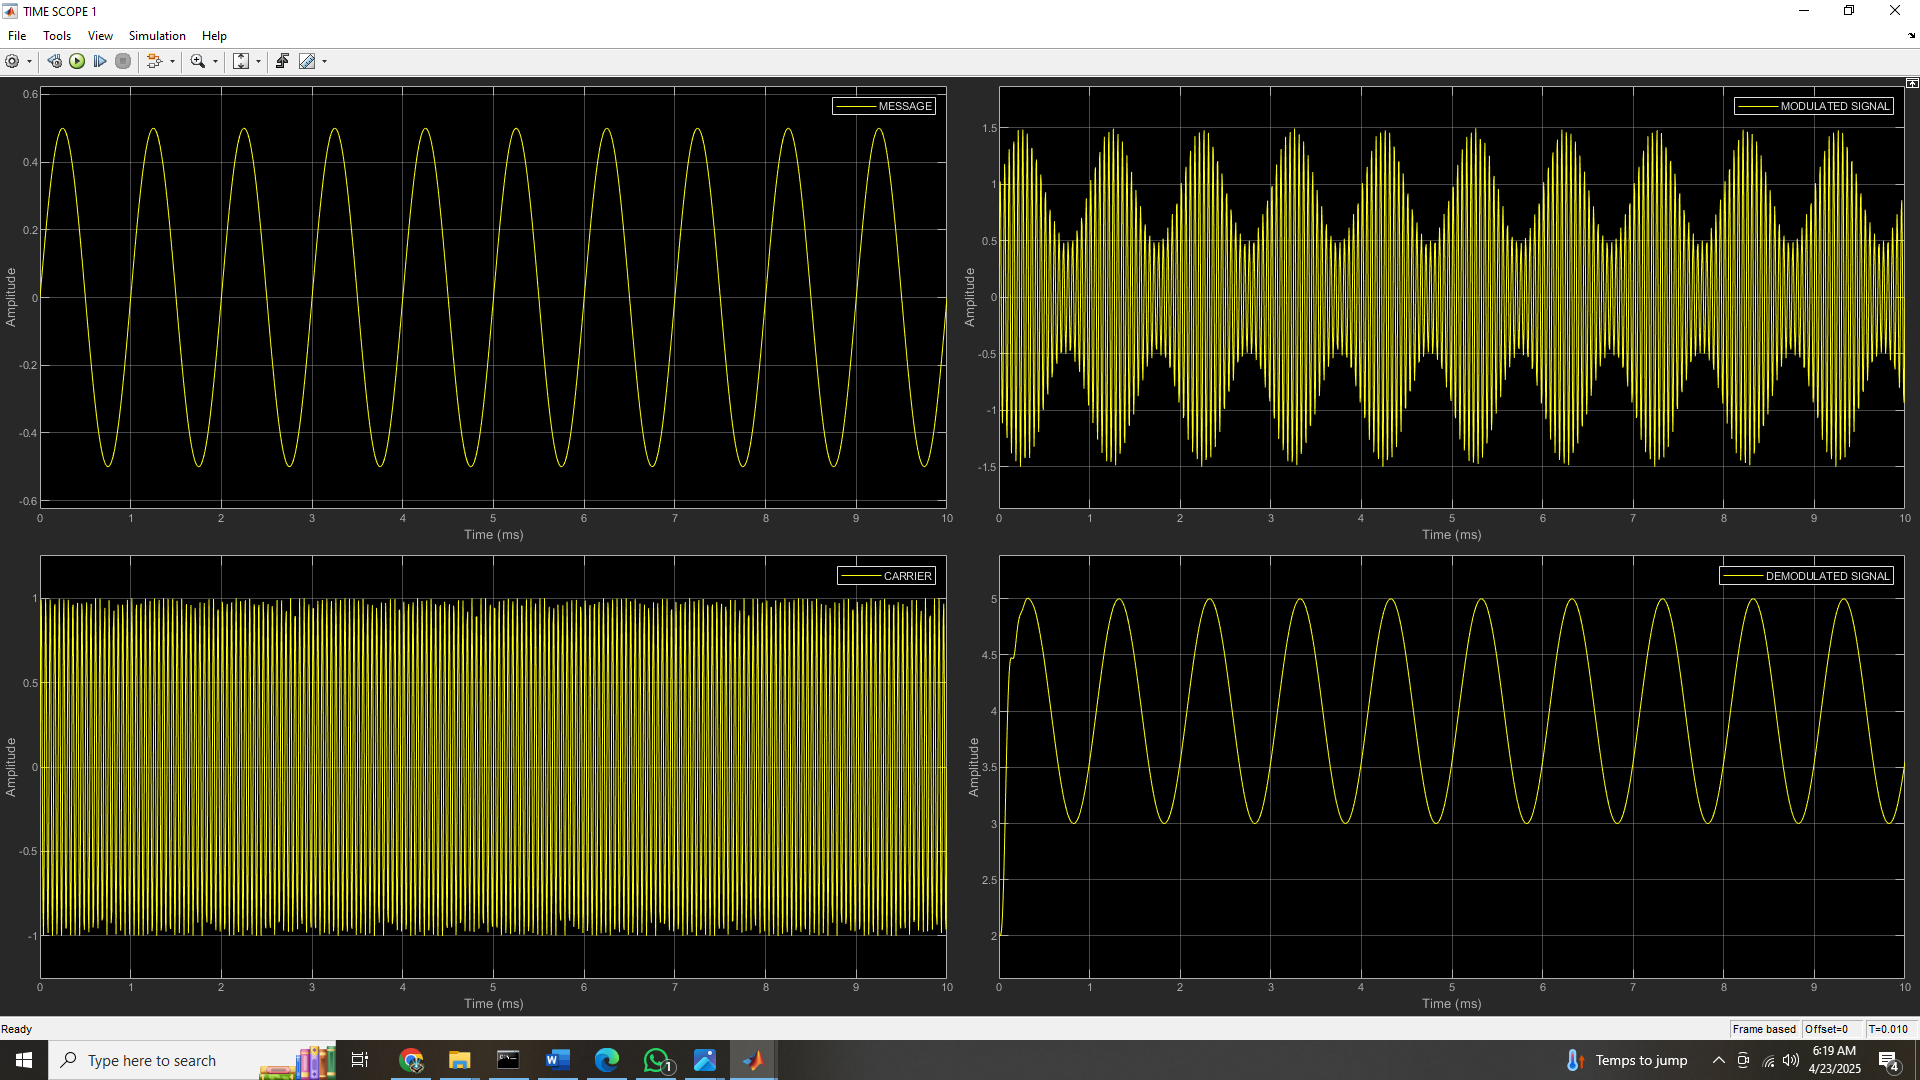 TIME SCOPE 1
File Tools View Simulation Help
MESSAGE
0.6
0.4
0.2
0
-0.2
-0.4
-0.6
Amplitude
0 1 2 3 4 5 6 7 8 9 10
Time (ms)
MODULATED SIGNAL
1.5
1
0.5
0
-0.5
-1
-1.5
Amplitude
0 1 2 3 4 5 6 7 8 9 10
Time (ms)
CARRIER
1
0.5
0
-0.5
-1
Amplitude
0 1 2 3 4 5 6 7 8 9 10
Time (ms)
DEMODULATED SIGNAL
5
4.5
4
3.5
3
2.5
2
Amplitude
0 1 2 3 4 5 6 7 8 9 10
Time (ms)
Ready
Frame based Offset=0 T=0.010
Type here to search
1
Temps to jump
6:19 AM
4/23/2025
4